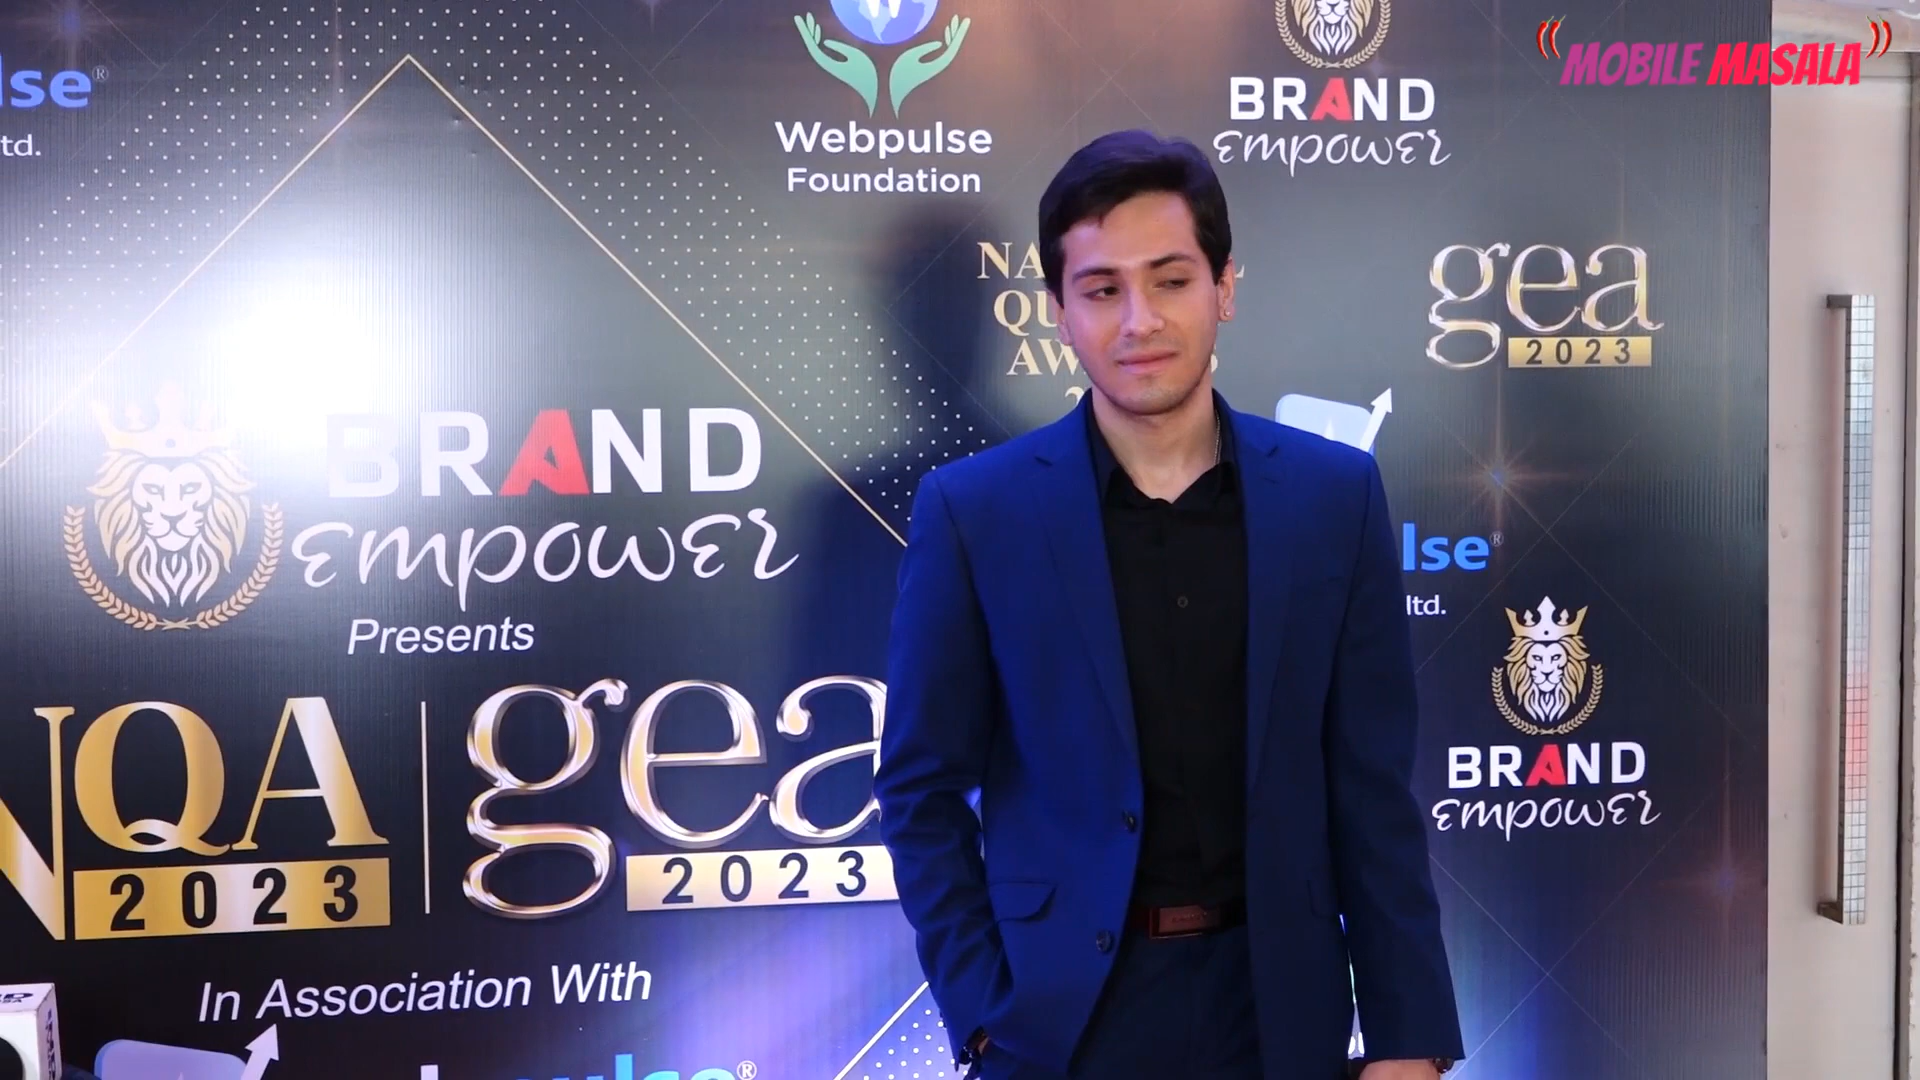 MOBILE MASALA
lse®
td.
Webpulse
Foundation
BRAND
empower
gea
2023
BRAND
empower
Presents
lse®
ltd.
NQA
2023
gea
2023
BRAND
empower
In Association With
ulse®